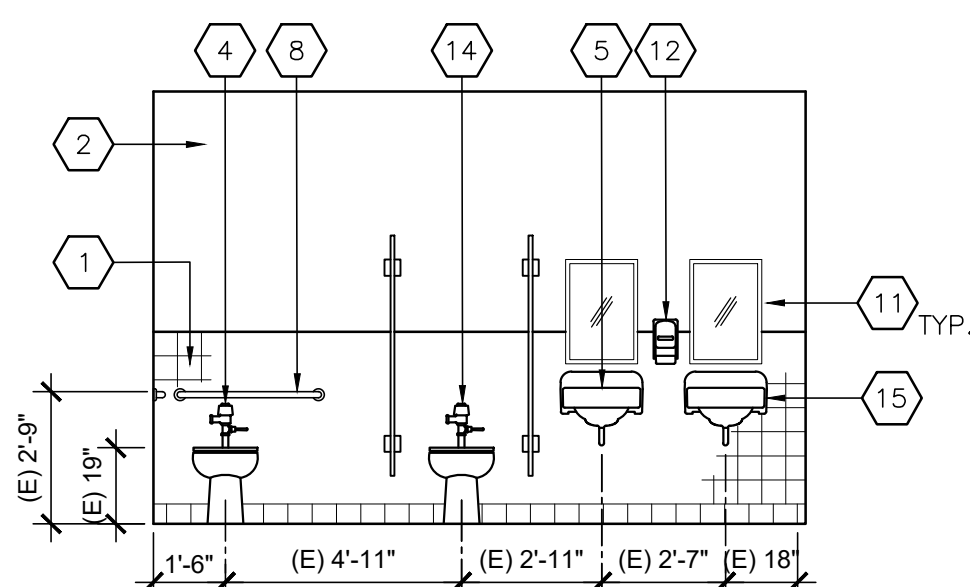 4
8
14
5
12
2
1
11
TYP.
15
(E) 2'-9"
(E) 19"
1'-6"
(E) 4'-11"
(E) 2'-11"
(E) 2'-7"
(E) 18"